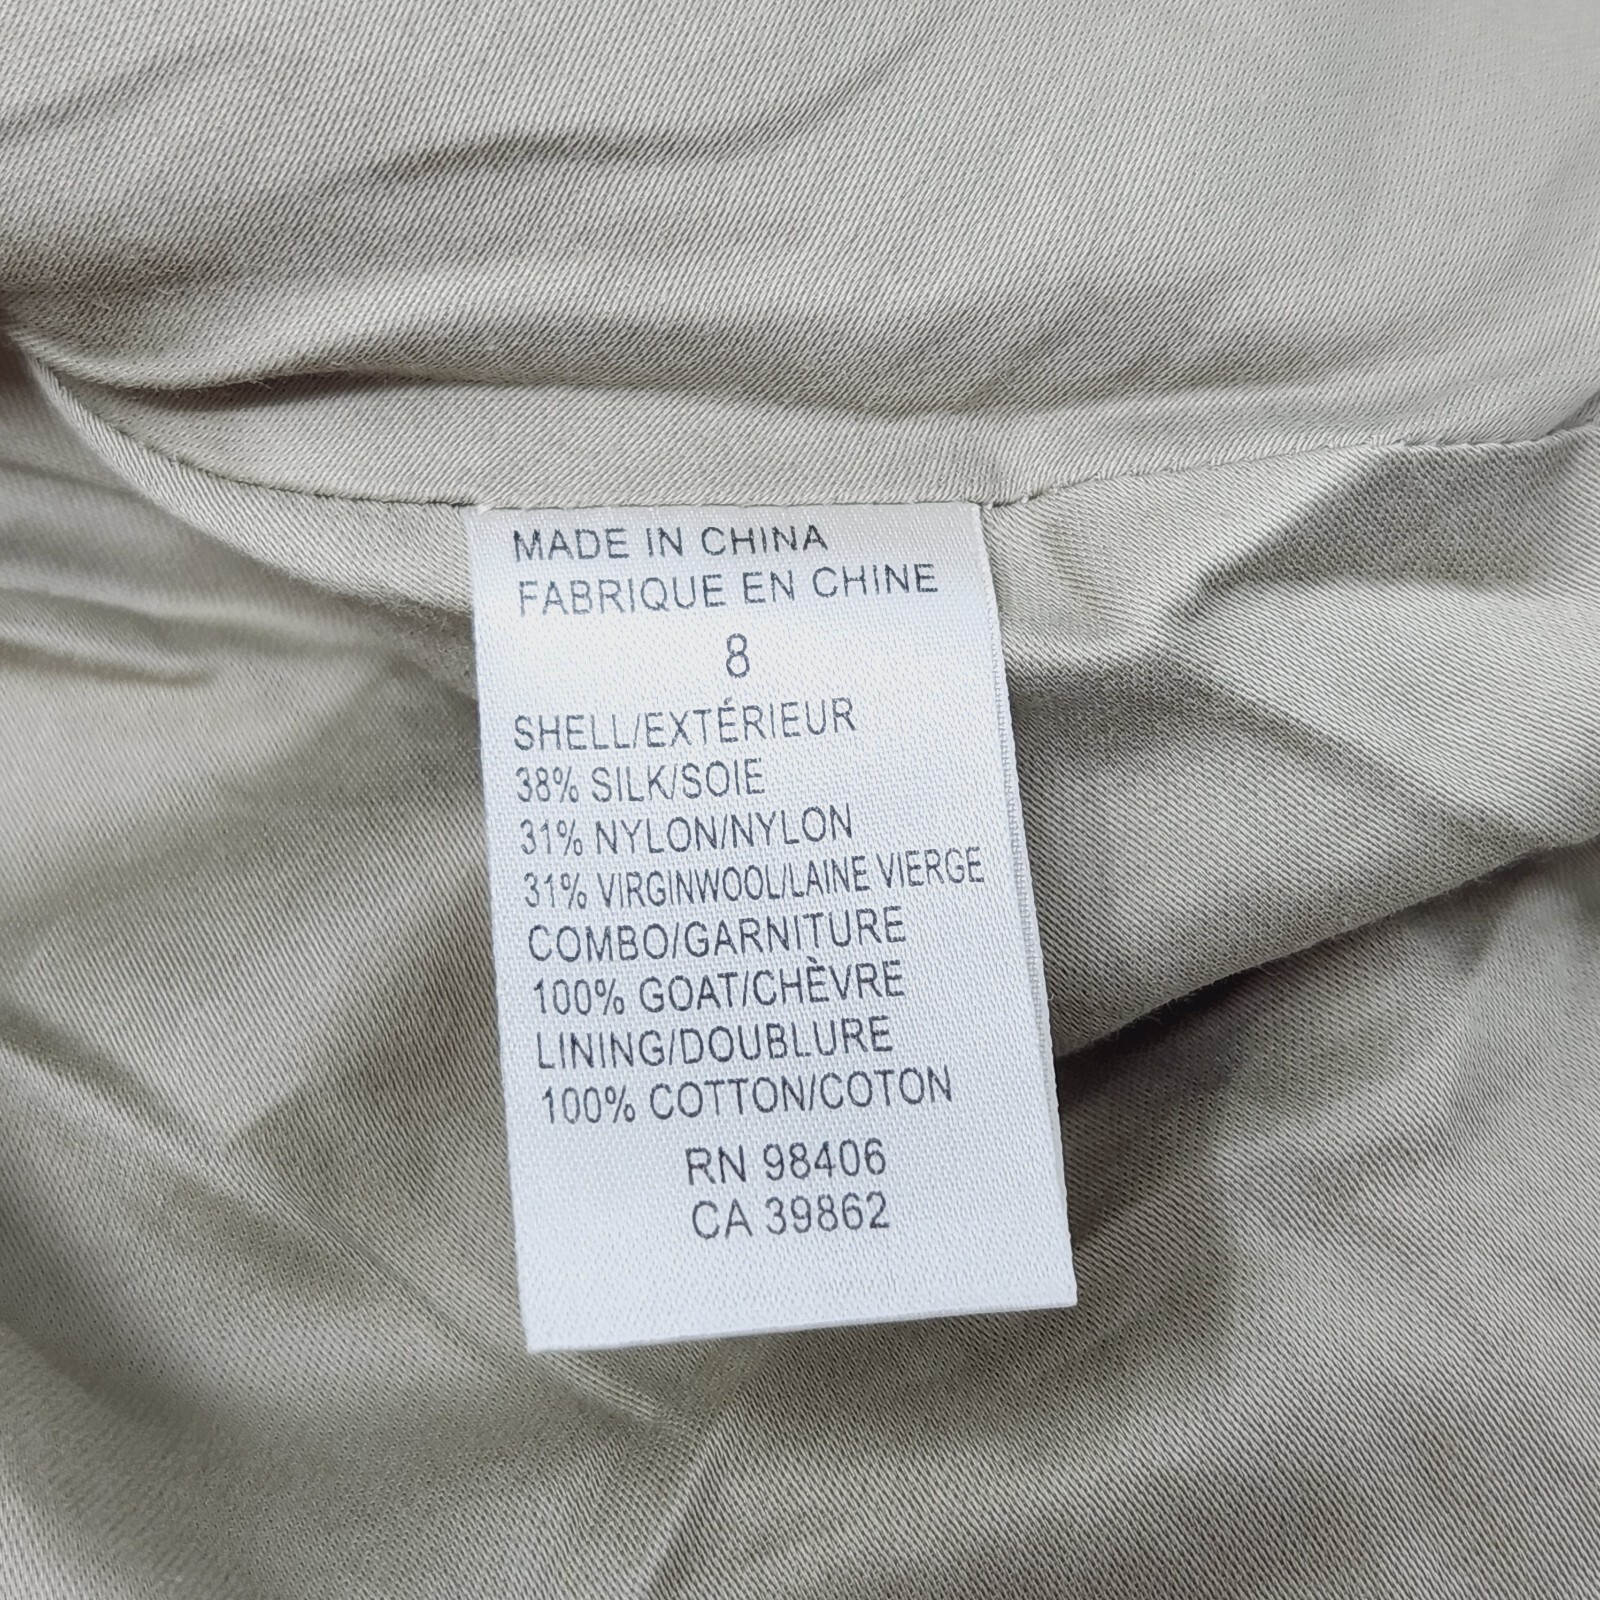 MADE IN CHINA
FABRIQUE EN CHINE
8
SHELL/EXTÉRIEUR
38% SILK/SOIE
31% NYLON/NYLON
31% VIRGINWOOL/LAINE VIERGE
COMBO/GARNITURE
100% GOAT/CHÈVRE
LINING/DOUBLURE
100% COTTON/COTON
RN 98406
CA 39862